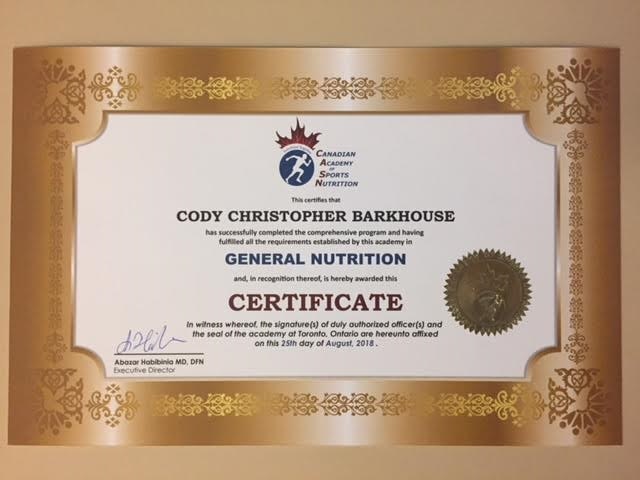 CANADIAN
ACADEMY
OF
SPORTS
NUTRITION
This certifies that
CODY CHRISTOPHER BARKHOUSE
has successfully completed the comprehensive program and having
fulfilled all the requirements established by this academy in
GENERAL NUTRITION
and, in recognition thereof, is hereby awarded this
CERTIFICATE
In witness whereof, the signature(s) of duly authorized officer(s) and
the seal of the academy at Toronto, Ontario are hereunto affixed
on this 25th day of August, 2018 .
Abazar Habibinia MD, DFN
Executive Director